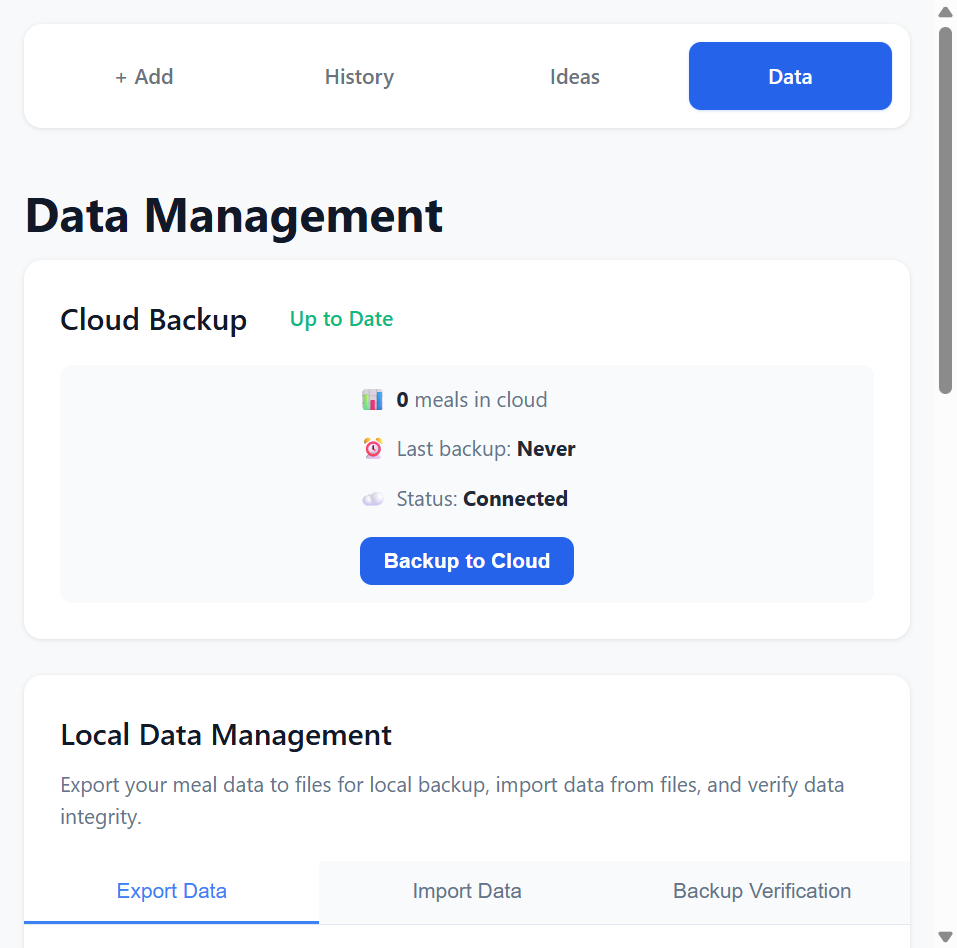 + Add
History
Ideas
Data
Data Management
Cloud Backup
Up to Date
0 meals in cloud
Last backup: Never
Status: Connected
Backup to Cloud
Local Data Management
Export your meal data to files for local backup, import data from files, and verify data
integrity.
Export Data
Import Data
Backup Verification